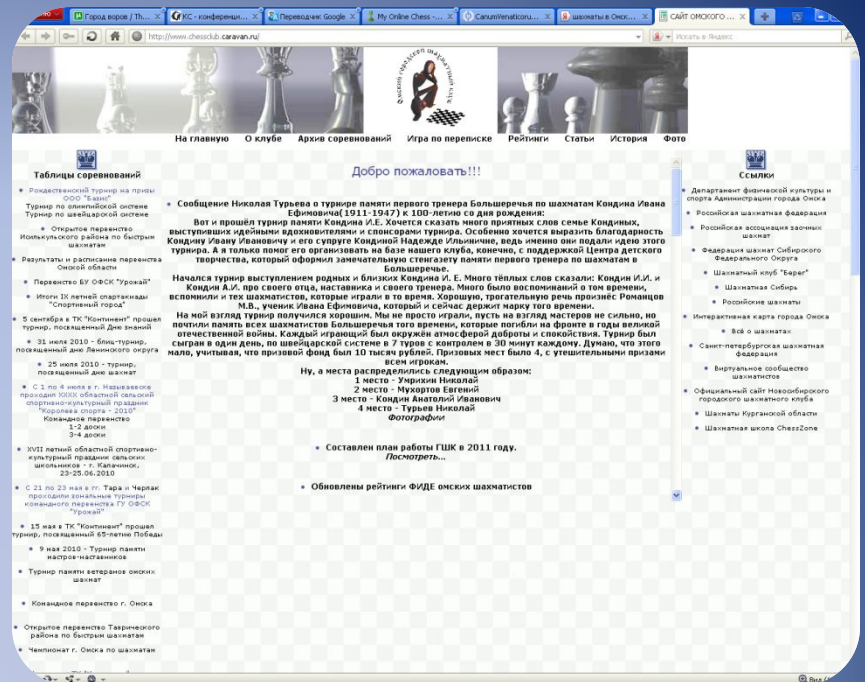 Город воров / Th...
КС - конференци...
Переводчик Google
My Online Chess -...
CanumVenaticoru...
шахматы в Омск...
САЙТ ОМСКОГО ...
http://www.chessclub.caravan.ru/
Искать в Яндекс
Омский городской шахматный клуб
На главную О клубе Архив соревнований Игра по переписке Рейтинги Статьи История Фото
Таблицы соревнований
Рождественский турнир на призы
ООО "Базис"
Турнир по олимпийской системе
Турнир по швейцарской системе
Открытое первенство
Исилькульского района по быстрым
шахматам
Результаты и расписание первенства
Омской области
Первенство БУ ОФСК "Урожай"
Итоги IX летней спартакиады
"Спортивный город"
5 сентября в ТК "Континент" прошел
турнир, посвященный Дню знаний
31 июля 2010 - блиц-турнир,
посвященный дню Ленинского округа
25 июля 2010 - турнир,
посвященный дню шахмат
С 1 по 4 июля в г. Называевске
проходил XXXX областной сельский
спортивно-культурный праздник
"Королева спорта - 2010"
Командное первенство
1-2 доски
3-4 доски
XVII летний областной спортивно-
культурный праздник сельских
школьников - г. Калачинск,
23-25.06.2010
С 21 по 23 мая в гг. Тара и Черлак
проходили зональные турниры
командного первенства ГУ ОФСК
"Урожай"
15 мая в ТК "Континент" прошел
турнир, посвященный 65-летию Победы
9 мая 2010 - Турнир памяти
мастров-наставников
Турнир памяти ветеранов омских
шахмат
Командное первенство г. Омска
Открытое первенство Таврического
района по быстрым шахматам
Чемпионат г. Омска по шахматам
Добро пожаловать!!!
Сообщение Николая Турьева о турнире памяти первого тренера Большеречья по шахматам Кондина Ивана
Ефимовича(1911-1947) к 100-летию со дня рождения:
Вот и прошёл турнир памяти Кондина И.Е. Хочется сказать много приятных слов семье Кондиных,
выступивших идейными вдохновителями и спонсорами турнира. Особенно хочется выразить благодарность
Кондину Ивану Ивановичу и его супруге Кондиной Надежде Ильиничне, ведь именно они подали идею этого
турнира. А я только помог его организовать на базе нашего клуба, конечно, с поддержкой Центра детского
творчества, который оформил замечательную стенгазету памяти первого тренера по шахматам в
Большеречье.
Начался турнир выступлением родных и близких Кондина И. Е. Много тёплых слов сказали: Кондин И.И. и
Кондин А.И. про своего отца, наставника и своего тренера. Много было воспоминаний о том времени,
вспомнили и тех шахматистов, которые играли в то время. Хорошую, трогательную речь произнёс Романцов
М.В., ученик Ивана Ефимовича, который и сейчас держит марку того времени.
На мой взгляд турнир получился хорошим. Мы не просто играли, пусть на взгляд мастеров не сильно, но
почтили память всех шахматистов Большеречья того времени, которые погибли на фронте в годы великой
отечественной войны. Каждый играющий был окружён атмосферой доброты и спокойствия. Турнир был
сыгран в один день, по швейцарской системе в 7 туров с контролем в 30 минут каждому. Думаю, что этого
мало, учитывая, что призовой фонд был 10 тысяч рублей. Призовых мест было 4, с утешительными призами
всем игрокам.
Ну, а места распределились следующим образом:
1 место - Умрихин Николай
2 место - Мухортов Евгений
3 место - Кондин Анатолий Иванович
4 место - Турьев Николай
Фотографии
Составлен план работы ГШК в 2011 году.
Посмотреть...
Обновлены рейтинги ФИДЕ омских шахматистов
Ссылки
Департамент физической культуры и
спорта Администрации города Омска
Российская шахматная федерация
Российская ассоциация заочных
шахмат
Федерация шахмат Сибирского
Федерального Округа
Шахматный клуб "Берег"
Шахматная Сибирь
Российские шахматы
Интерактивная карта города Омска
Всё о шахматах
Санкт-петербургская шахматная
федерация
Виртуальное сообщество
шахматистов
Официальный сайт Новосибирского
городского шахматного клуба
Шахматы Курганской области
Шахматная школа ChessZone
Вид